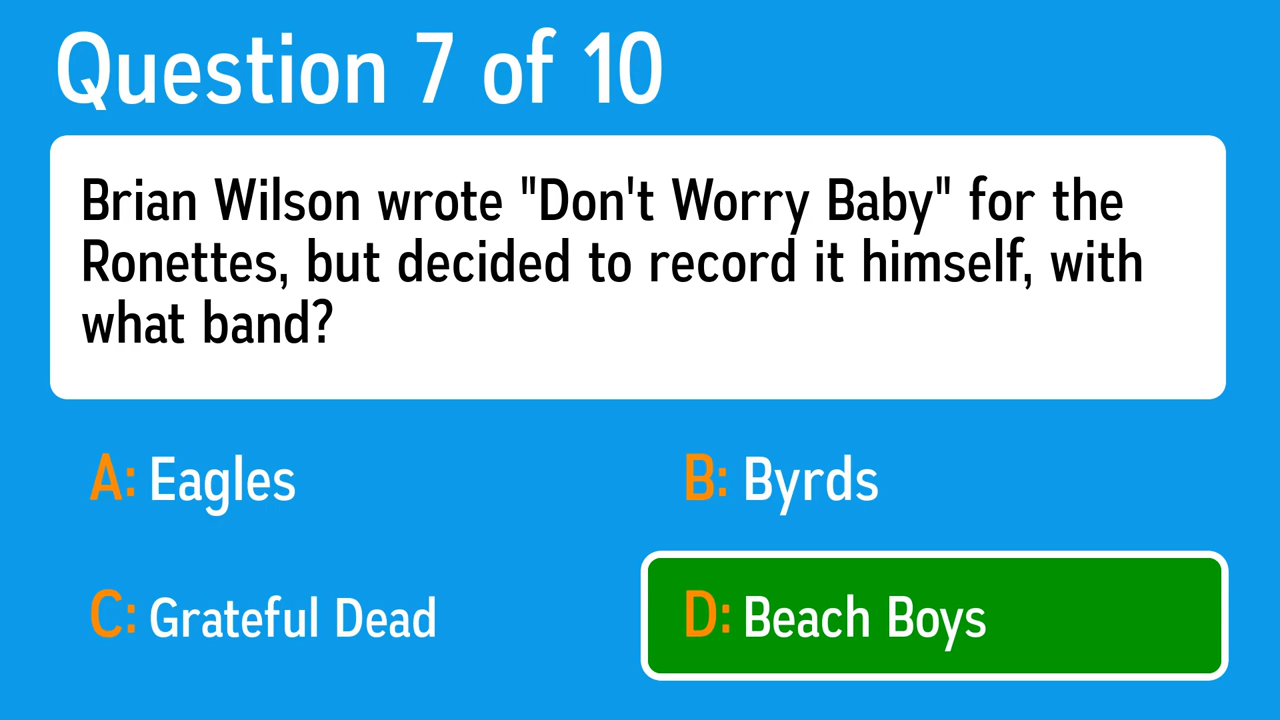 Question 7 of 10
Brian Wilson wrote "Don't Worry Baby" for the
Ronettes, but decided to record it himself, with
what band?
A: Eagles
B: Byrds
C: Grateful Dead
D: Beach Boys